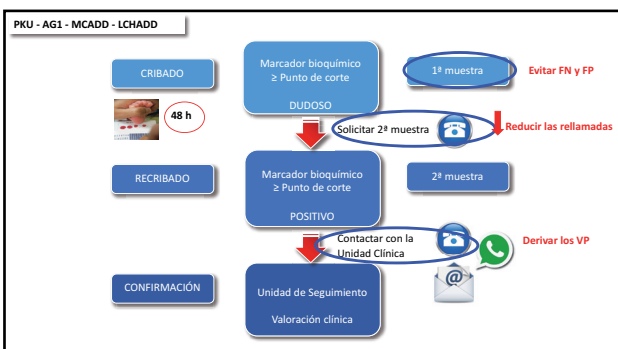 PKU - AG1 - MCADD - LCHADD
CRIBADO
Marcador bioquímico
≥ Punto de corte
DUDOSO
1ª muestra
Evitar FN y FP
48 h
Solicitar 2ª muestra
Reducir las rellamadas
RECRIBADO
Marcador bioquímico
≥ Punto de corte
POSITIVO
2ª muestra
Contactar con la
Unidad Clínica
Derivar los VP
@
CONFIRMACIÓN
Unidad de Seguimiento
Valoración clínica